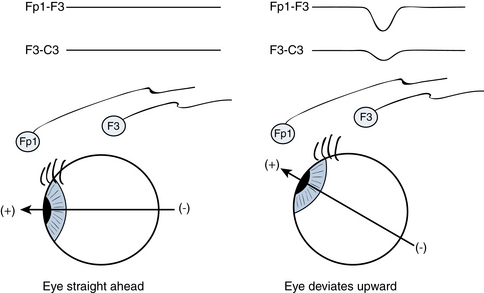 Fp1-F3
F3-C3
Fp1
F3
(+)
(-)
Eye straight ahead
Fp1-F3
F3-C3
Fp1
F3
(+)
(-)
Eye deviates upward